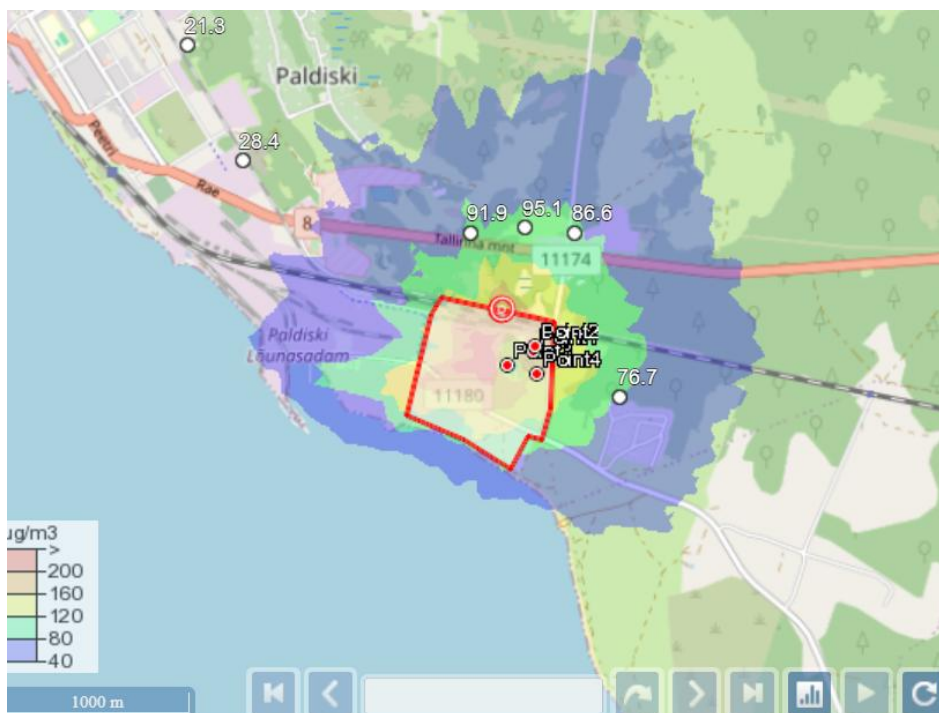 21.3
Paldiski
Peetri
28.4
Rae
8
91.9
95.1
86.6
Tallinna mnt
11174
Paldiski
Lõunasadam
Point2
Point4
76.7
11180
ug/m3
>
200
160
120
80
40
1000 m